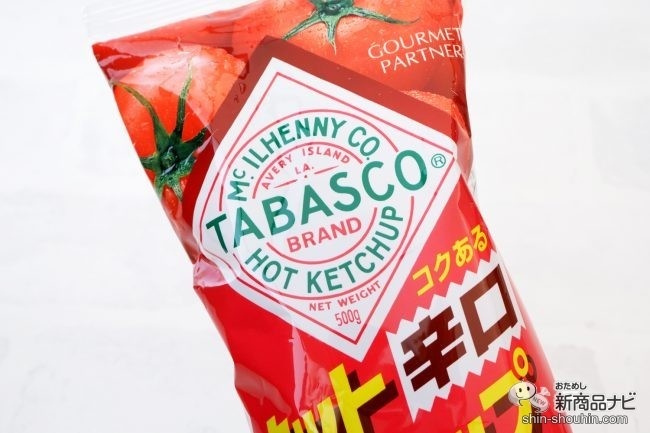 GOURMET
PARTNER
McILHENNY CO.
AVERY ISLAND
LA.
TABASCO®
BRAND
HOT KETCHUP
NET WEIGHT
500g
コクある
辛口
おためし
新商品ナビ
NEW
shin-shouhin.com